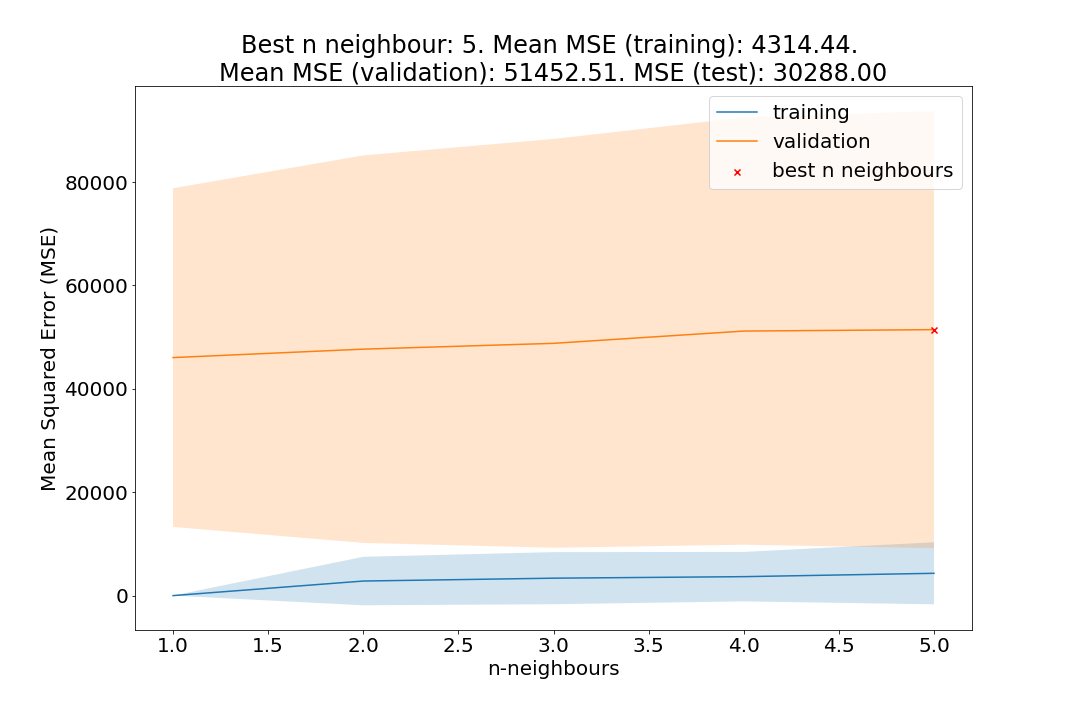 Best n neighbour: 5. Mean MSE (training): 4314.44.
Mean MSE (validation): 51452.51. MSE (test): 30288.00
training
validation
best n neighbours
80000
60000
40000
20000
0
Mean Squared Error (MSE)
1.0 1.5 2.0 2.5 3.0 3.5 4.0 4.5 5.0
n-neighbours